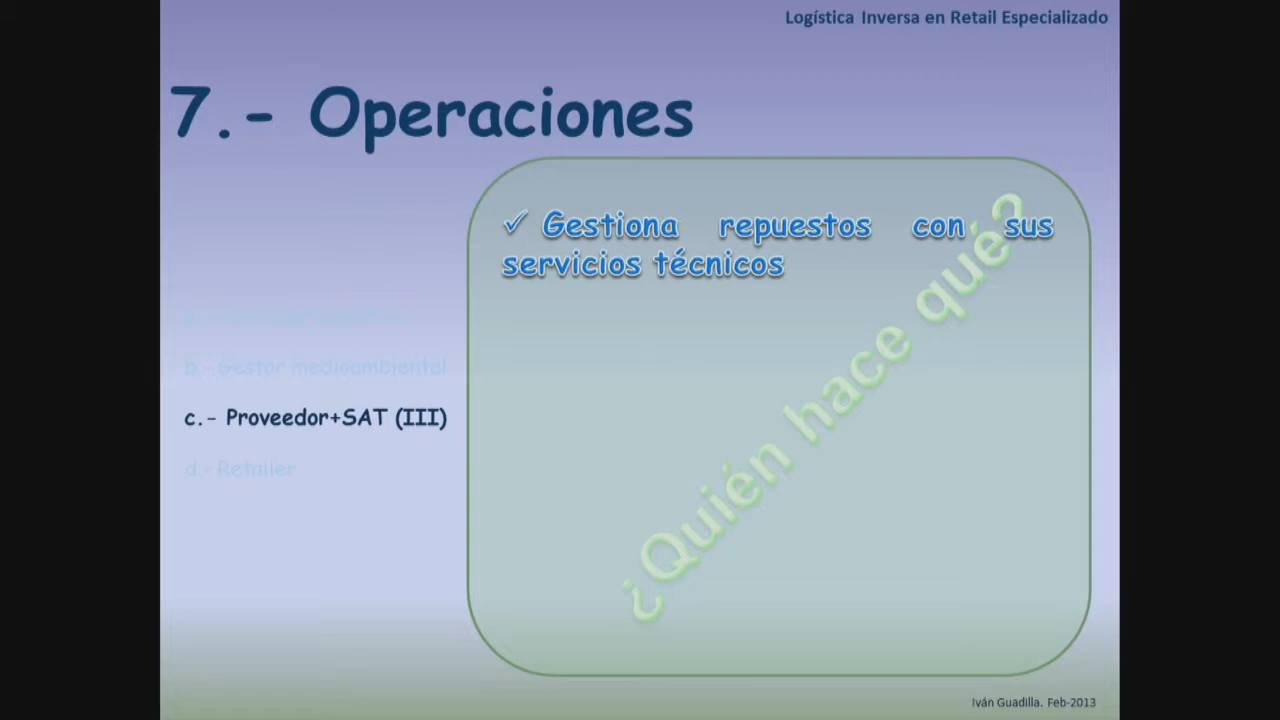 Logística Inversa en Retail Especializado
7.- Operaciones
✓ Gestiona repuestos con sus
servicios técnicos
b.- Gestor medioambiental
c.- Proveedor+SAT (III)
d.- Retailer
¿Quién hace qué?
Iván Guadilla. Feb-2013